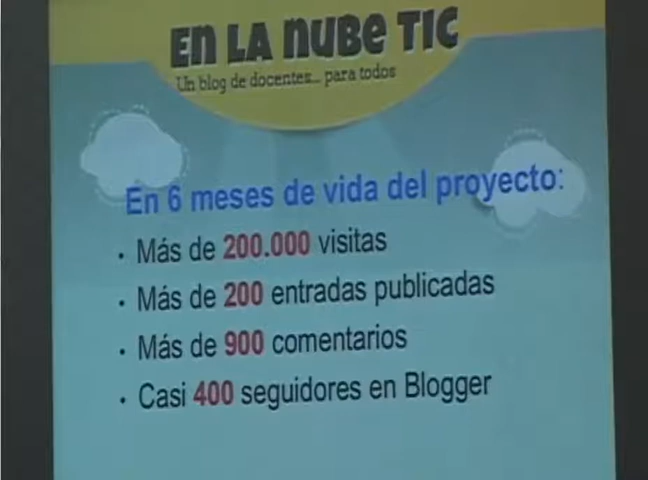 En LA nuBe TIC
Un blog de docentes... para todos
En 6 meses de vida del proyecto:
· Más de 200.000 visitas
· Más de 200 entradas publicadas
· Más de 900 comentarios
· Casi 400 seguidores en Blogger